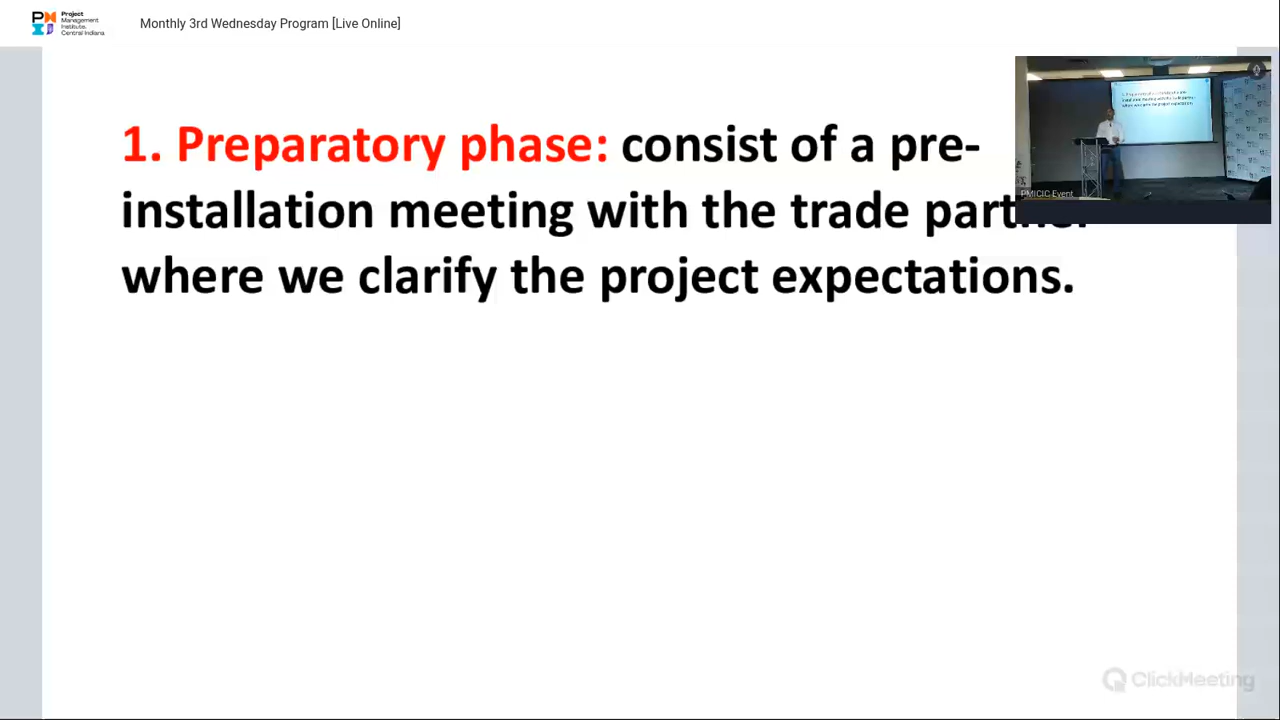 Project
Management
Institute.
Central Indiana
Monthly 3rd Wednesday Program [Live Online]
1. Preparatory phase: consist of a pre-
installation meeting with the trade partner
where we clarify the project expectations.
PMICIC Event
ClickMeeting